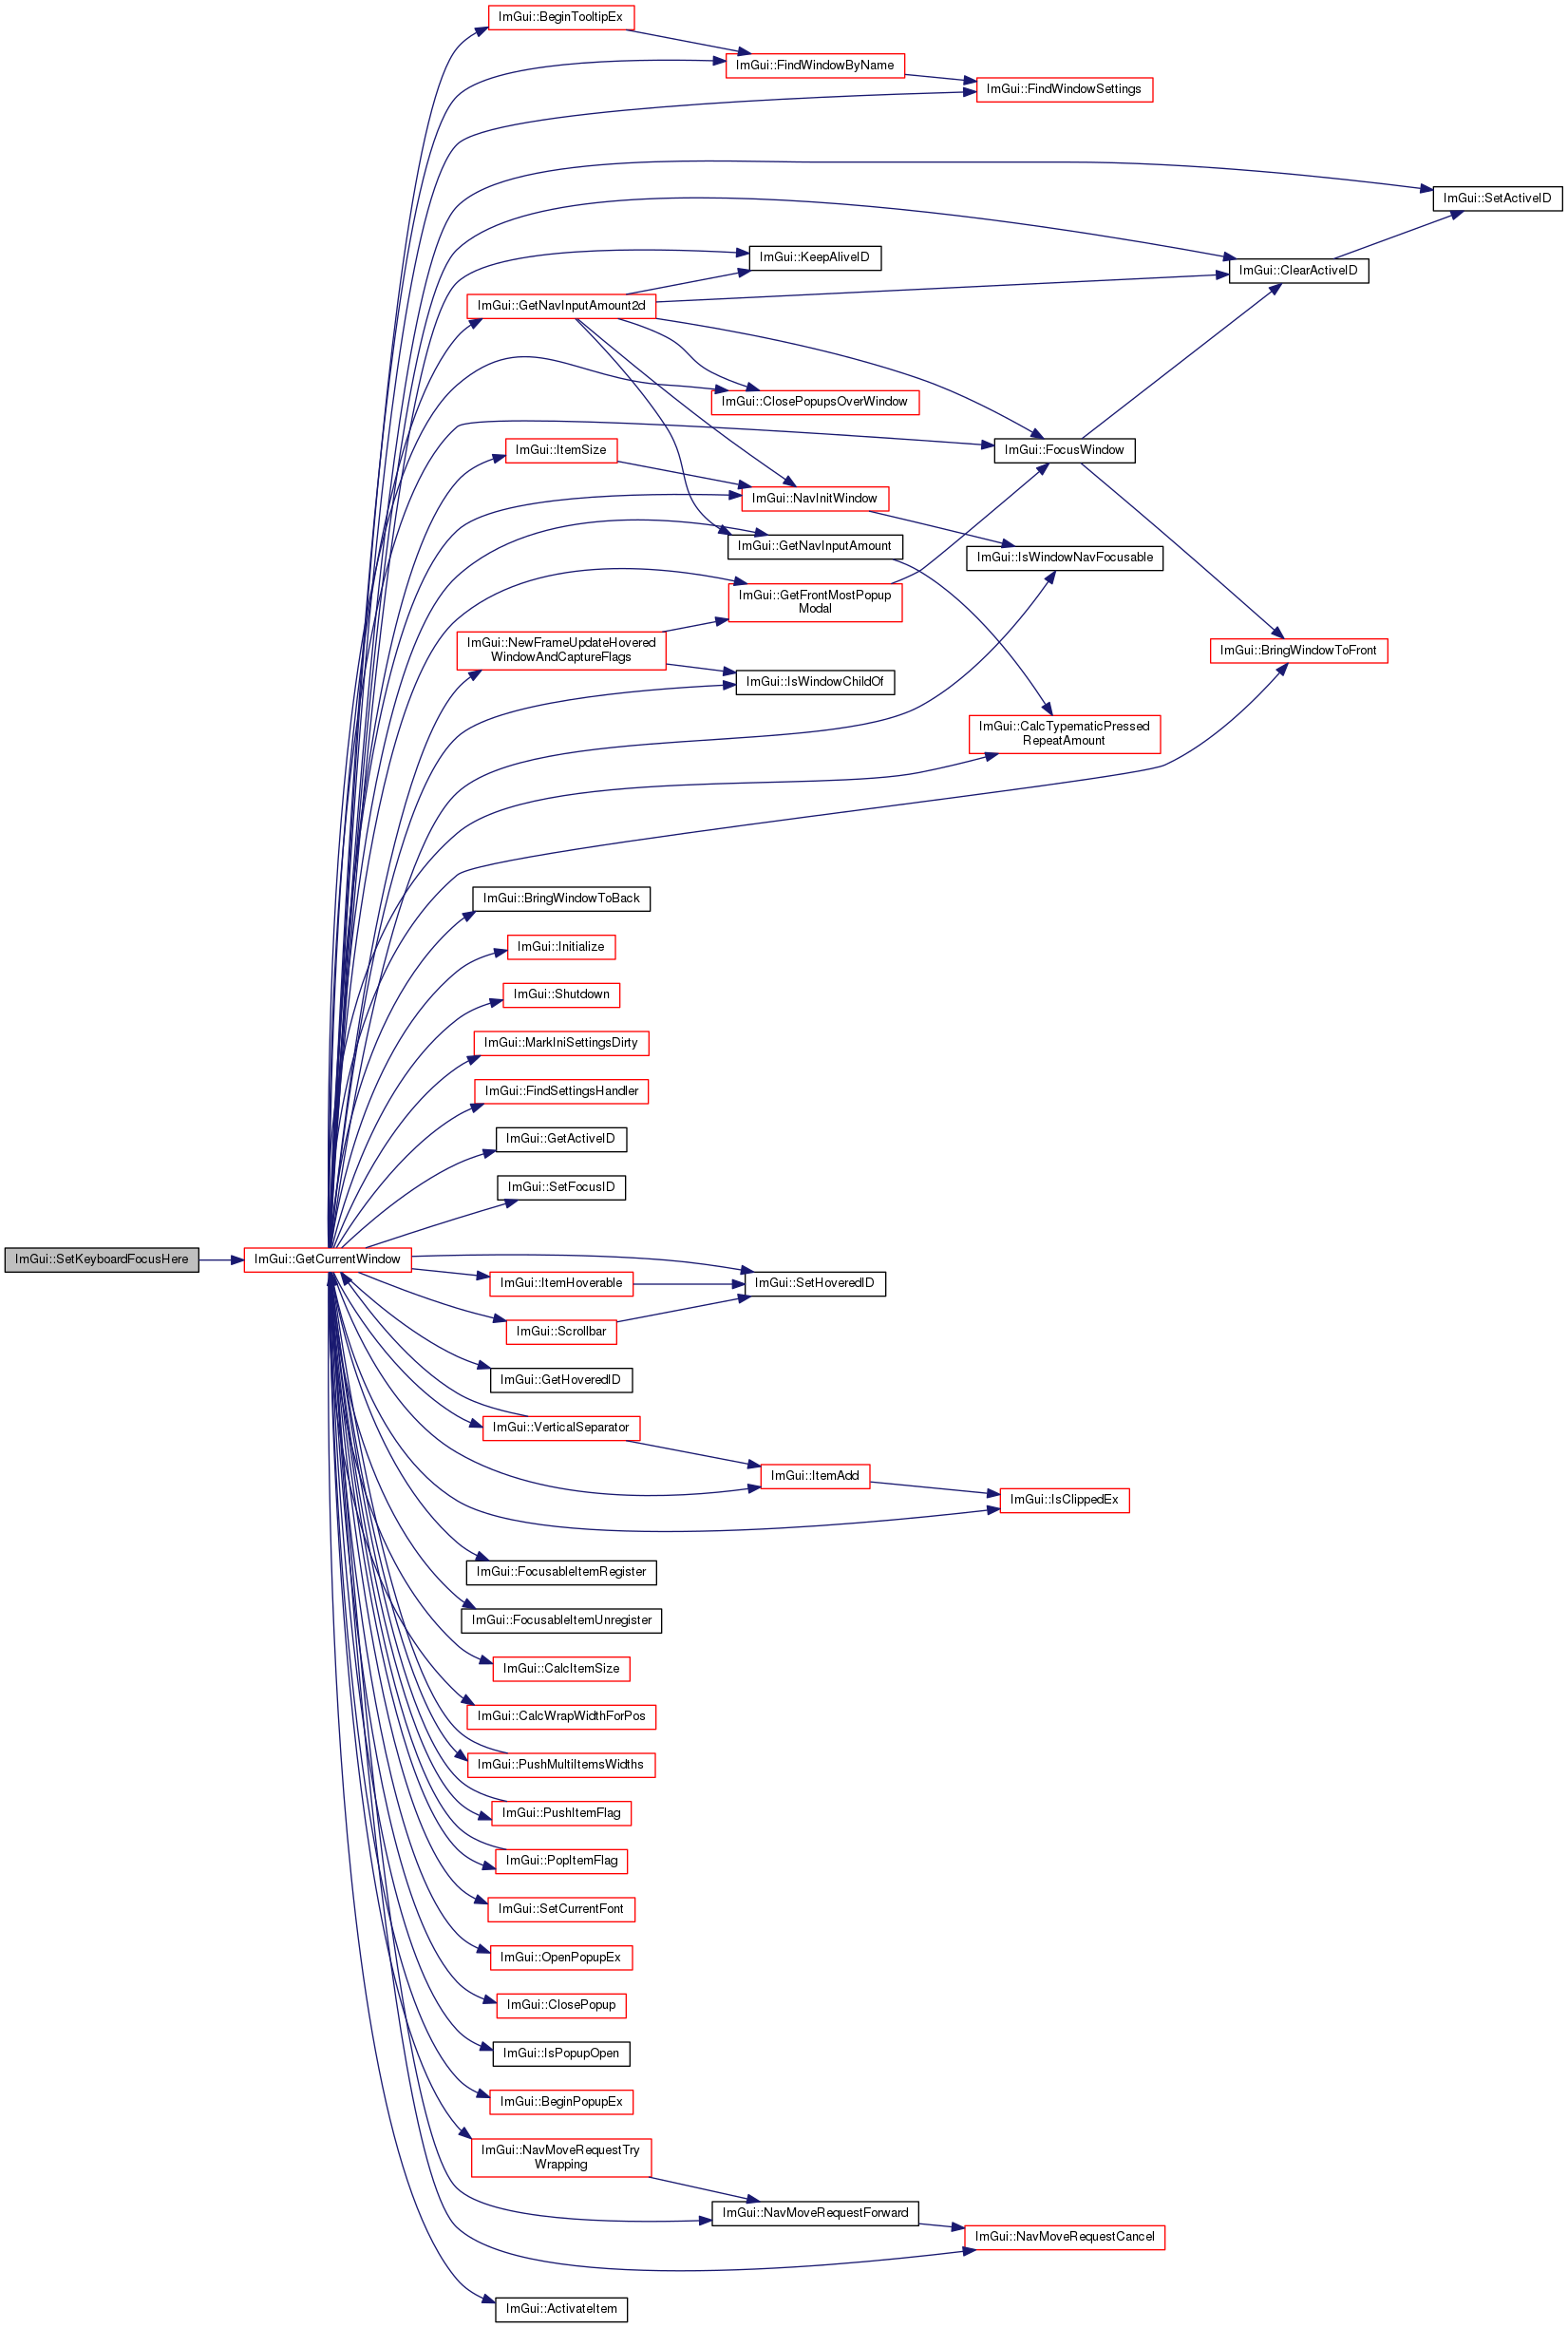 ImGui::BeginTooltipEx
ImGui::FindWindowByName
ImGui::FindWindowSettings
ImGui::SetActiveID
ImGui::KeepAliveID
ImGui::ClearActiveID
ImGui::GetNavInputAmount2d
ImGui::ClosePopupsOverWindow
ImGui::FocusWindow
ImGui::ItemSize
ImGui::NavInitWindow
ImGui::GetNavInputAmount
ImGui::IsWindowNavFocusable
ImGui::GetFrontMostPopup
Modal
ImGui::NewFrameUpdateHovered
WindowAndCaptureFlags
ImGui::BringWindowToFront
ImGui::IsWindowChildOf
ImGui::CalcTypematicPressed
RepeatAmount
ImGui::BringWindowToBack
ImGui::Initialize
ImGui::Shutdown
ImGui::MarkIniSettingsDirty
ImGui::FindSettingsHandler
ImGui::GetActiveID
ImGui::SetFocusID
ImGui::SetKeyboardFocusHere
ImGui::GetCurrentWindow
ImGui::ItemHoverable
ImGui::SetHoveredID
ImGui::Scrollbar
ImGui::GetHoveredID
ImGui::VerticalSeparator
ImGui::ItemAdd
ImGui::IsClippedEx
ImGui::FocusableItemRegister
ImGui::FocusableItemUnregister
ImGui::CalcItemSize
ImGui::CalcWrapWidthForPos
ImGui::PushMultiItemsWidths
ImGui::PushItemFlag
ImGui::PopItemFlag
ImGui::SetCurrentFont
ImGui::OpenPopupEx
ImGui::ClosePopup
ImGui::IsPopupOpen
ImGui::BeginPopupEx
ImGui::NavMoveRequestTry
Wrapping
ImGui::NavMoveRequestForward
ImGui::NavMoveRequestCancel
ImGui::ActivateItem